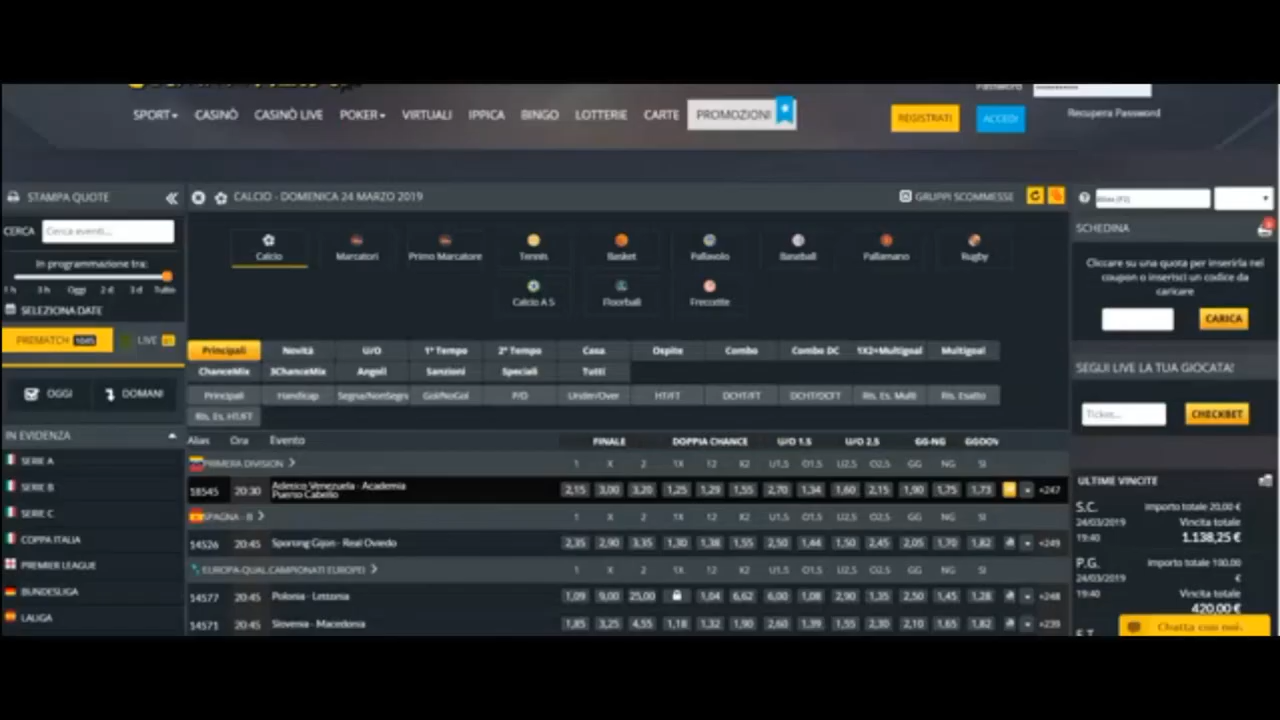 Password
SPORT CASINÒ CASINÒ LIVE POKER VIRTUALI IPPICA BINGO LOTTERIE CARTE PROMOZIONI REGISTRATI ACCEDI Recupera Password
STAMPA QUOTE
CALCIO - DOMENICA 24 MARZO 2019 GRUPPI SCOMMESSE
CERCA Cerca eventi...
In programmazione tra:
1 h 3 h Oggi 2 d 3 d Tutto
SELEZIONA DATE
PREMATCH 1045 LIVE
OGGI DOMANI
IN EVIDENZA
SERIE A
SERIE B
SERIE C
COPPA ITALIA
PREMIER LEAGUE
BUNDESLIGA
LALIGA
Calcio Marcatori Primo Marcatore Tennis Basket Pallavolo Baseball Pallamano Rugby
Calcio A 5 Floorball Freccette
Principali Novità U/O 1° Tempo 2° Tempo Casa Ospite Combo Combo DC 1X2+Multigoal Multigoal
ChanceMix 3ChanceMix Angoli Sanzioni Speciali Tutti
Principali Handicap Segna/NonSegna Gol/NoGol P/D Under/Over HT/FT DCHT/FT DCHT/DCFT Ris. Es. Multi Ris. Esatto
Ris. Es. HT/FT
Alias Ora Evento FINALE DOPPIA CHANCE U/O 1.5 U/O 2.5 GG-NG
PRIMERA DIVISION 1 X 2 1X 12 X2 U1,5 O1,5 U2,5 O2,5 GG NG SI
58545 20:30 Adletico Venezuela - Academia
Puerto Cabello 2,15 3,00 3,20 1,25 1,29 1,55 2,70 1,34 1,60 2,15 1,90 1,75 1,73 +247
SPAGNA - B 1 X 2 1X 12 X2 U1,5 O1,5 U2,5 O2,5 GG NG SI
14526 20:45 Sporting Gijon - Real Oviedo 2,35 2,90 3,35 1,30 1,38 1,55 2,50 1,44 1,50 2,45 2,05 1,70 1,82 +249
EUROPA-QUAL.CAMPIONATI EUROPEI 1 X 2 1X 12 X2 U1,5 O1,5 U2,5 O2,5 GG NG SI
14577 20:45 Polonia - Lettonia 1,09 9,00 25,00 1,04 6,62 6,00 1,08 2,90 1,35 2,50 1,45 1,28 +248
14571 20:45 Slovenia - Macedonia 1,85 3,25 4,55 1,18 1,32 1,90 2,60 1,39 1,55 2,30 2,10 1,65 1,82 +239
Alias (F2)
SCHEDINA
Cliccare su una quota per inserirla nel
coupon o inserisci un codice da
caricare
CARICA
SEGUI LIVE LA TUA GIOCATA!
Ticket... CHECKBET
ULTIME VINCITE
S.C. Importo totale 20,00 €
24/03/2019 Vincita totale
19:40 1.138,25 €
P.G. Importo totale 100,00
€
24/03/2019
19:40 Vincita totale
420,00 €
Chatta con noi.